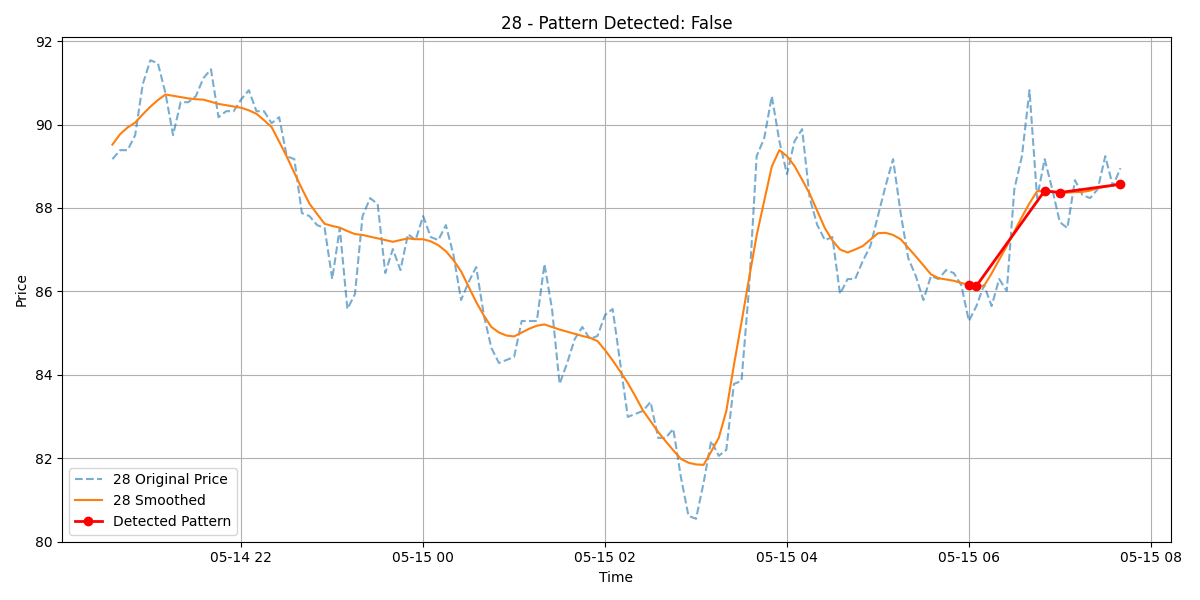 28 - Pattern Detected: False
Price
92
90
88
86
84
82
80
28 Original Price
28 Smoothed
Detected Pattern
05-14 22
05-15 00
05-15 02
05-15 04
05-15 06
05-15 08
Time